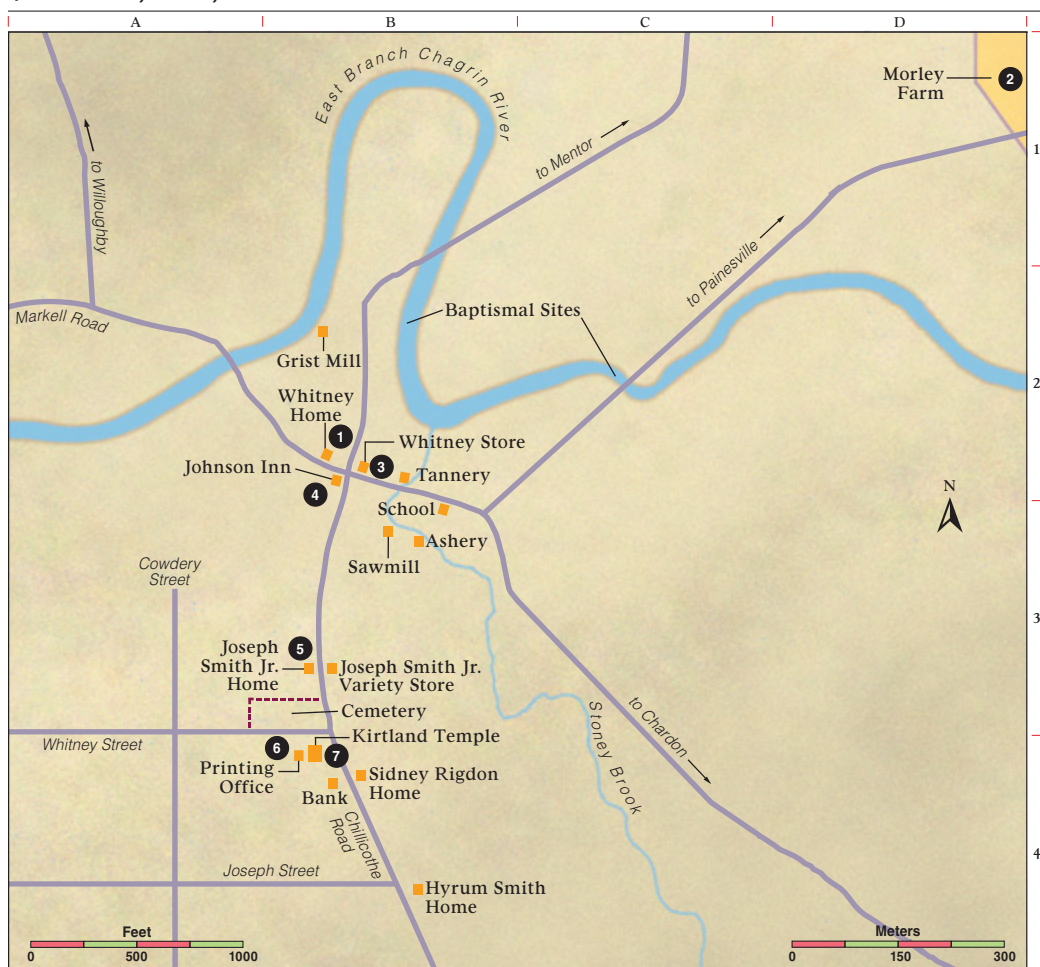 A
B
C
D
East Branch Chagrin River
Morley
Farm
2
1
to Willoughby
to Mentor
to Painesville
Markell Road
Baptismal Sites
Grist Mill
2
Whitney
Home
1
Whitney Store
Johnson Inn
3
Tannery
4
School
N
Ashery
Sawmill
Cowdery
Street
3
Joseph
Smith Jr.
Home
5
Joseph Smith Jr.
Variety Store
Cemetery
to Chardon
Stoney Brook
Whitney Street
Kirtland Temple
6
7
Printing
Office
Sidney Rigdon
Home
Bank
Chillicothe
Road
4
Joseph Street
Hyrum Smith
Home
Feet
0 500 1000
Meters
0 150 300